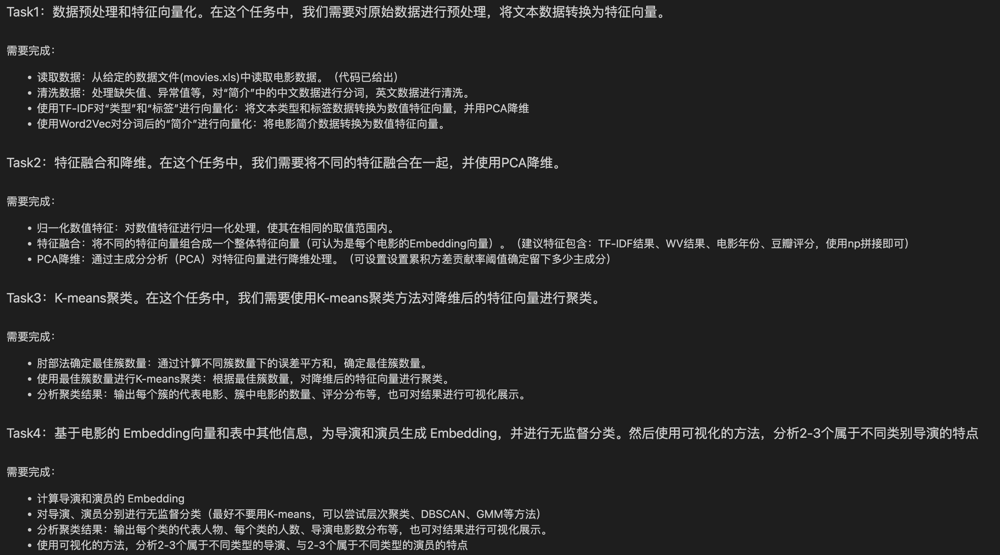 Task1：数据预处理和特征向量化。在这个任务中，我们需要对原始数据进行预处理，将文本数据转换为特征向量。
需要完成：
• 读取数据：从给定的数据文件(movies.xls)中读取电影数据。（代码已给出）
• 清洗数据：处理缺失值、异常值等，对“简介”中的中文数据进行分词，英文数据进行清洗。
• 使用TF-IDF对“类型”和“标签”进行向量化：将文本类型和标签数据转换为数值特征向量，并用PCA降维
• 使用Word2Vec对分词后的“简介”进行向量化：将电影简介数据转换为数值特征向量。
Task2：特征融合和降维。在这个任务中，我们需要将不同的特征融合在一起，并使用PCA降维。
需要完成：
• 归一化数值特征：对数值特征进行归一化处理，使其在相同的取值范围内。
• 特征融合：将不同的特征向量组合成一个整体特征向量（可认为是每个电影的Embedding向量）。（建议特征包含：TF-IDF结果、WV结果、电影年份、豆瓣评分，使用np拼接即可）
• PCA降维：通过主成分分析（PCA）对特征向量进行降维处理。（可设置设置累积方差贡献率阈值确定留下多少主成分）
Task3：K-means聚类。在这个任务中，我们需要使用K-means聚类方法对降维后的特征向量进行聚类。
需要完成：
• 肘部法确定最佳簇数量：通过计算不同簇数量下的误差平方和，确定最佳簇数量。
• 使用最佳簇数量进行K-means聚类：根据最佳簇数量，对降维后的特征向量进行聚类。
• 分析聚类结果：输出每个簇的代表电影、簇中电影的数量、评分分布等，也可对结果进行可视化展示。
Task4：基于电影的 Embedding向量和表中其他信息，为导演和演员生成 Embedding，并进行无监督分类。然后使用可视化的方法，分析2-3个属于不同类别导演的特点
需要完成：
• 计算导演和演员的 Embedding
• 对导演、演员分别进行无监督分类（最好不要用K-means，可以尝试层次聚类、DBSCAN、GMM等方法）
• 分析聚类结果：输出每个类的代表人物、每个类的人数、导演电影数分布等，也可对结果进行可视化展示。
• 使用可视化的方法，分析2-3个属于不同类型的导演、与2-3个属于不同类型的演员的特点